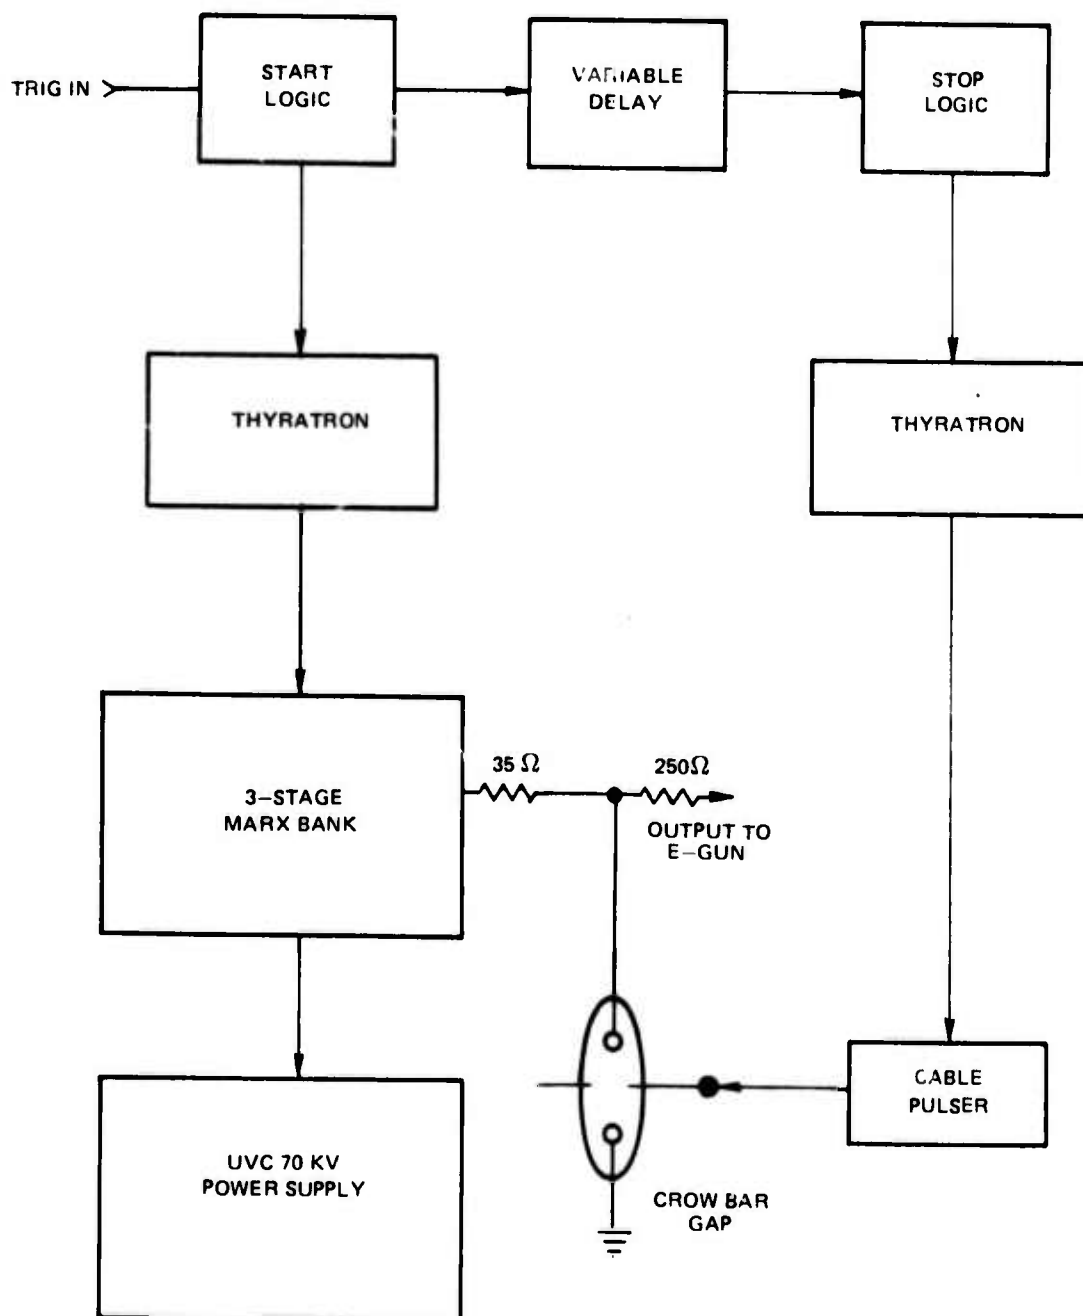 TRIG IN
START
LOGIC
VARIABLE
DELAY
STOP
LOGIC
THYRATRON
THYRATRON
3-STAGE
MARX BANK
35 Ω
250Ω
OUTPUT TO
E-GUN
CABLE
PULSER
UVC 70 KV
POWER SUPPLY
CROW BAR
GAP